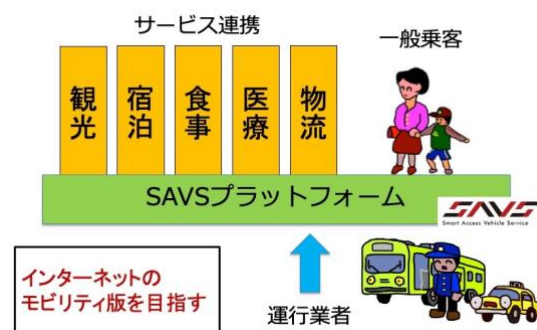 サービス連携
一般乗客
観光
宿泊
食事
医療
物流
SAVSプラットフォーム
SAVS
Smart Access Vehicle Service
インターネットの
モビリティ版を目指す
運行業者